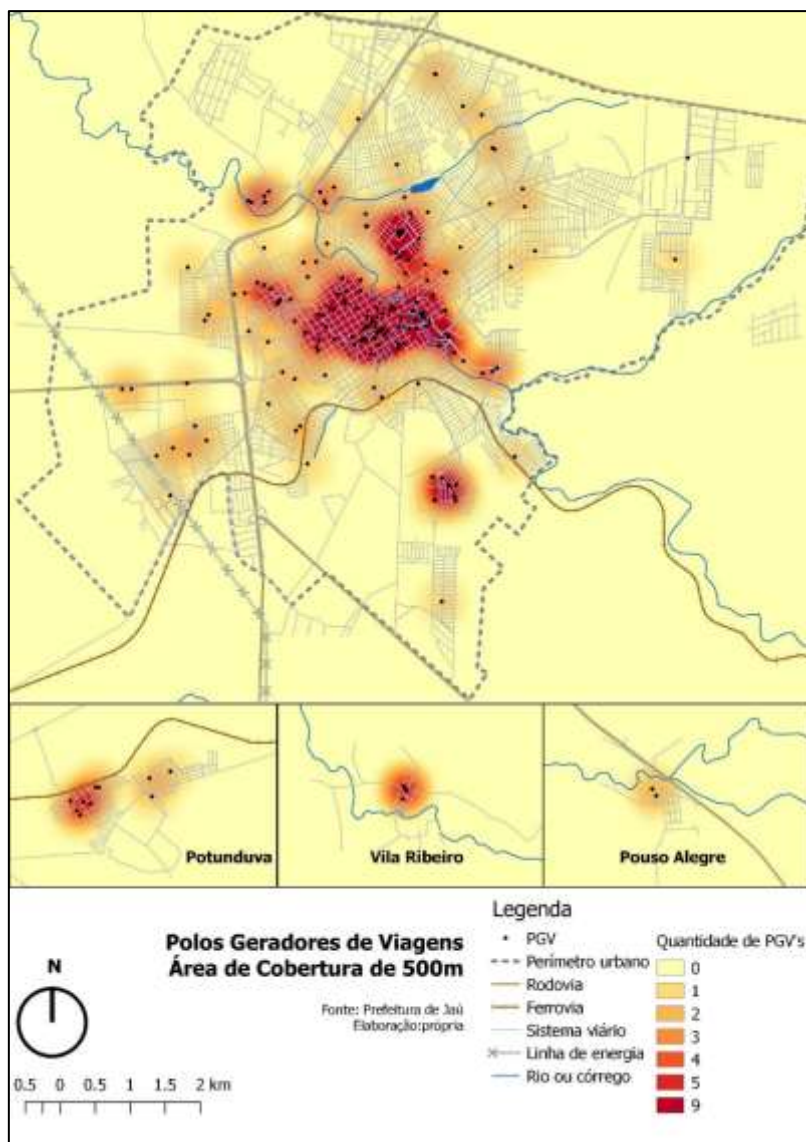 Potunduva
Vila Ribeiro
Pouso Alegre
Polos Geradores de Viagens
Área de Cobertura de 500m
Fonte: Prefeitura de Jaú
Elaboração:própria
N
0.5 0 0.5 1 1.5 2 km
Legenda
PGV
Perímetro urbano
Rodovia
Ferrovia
Sistema viário
Linha de energia
Rio ou córrego
Quantidade de PGV's
0
1
2
3
4
5
9